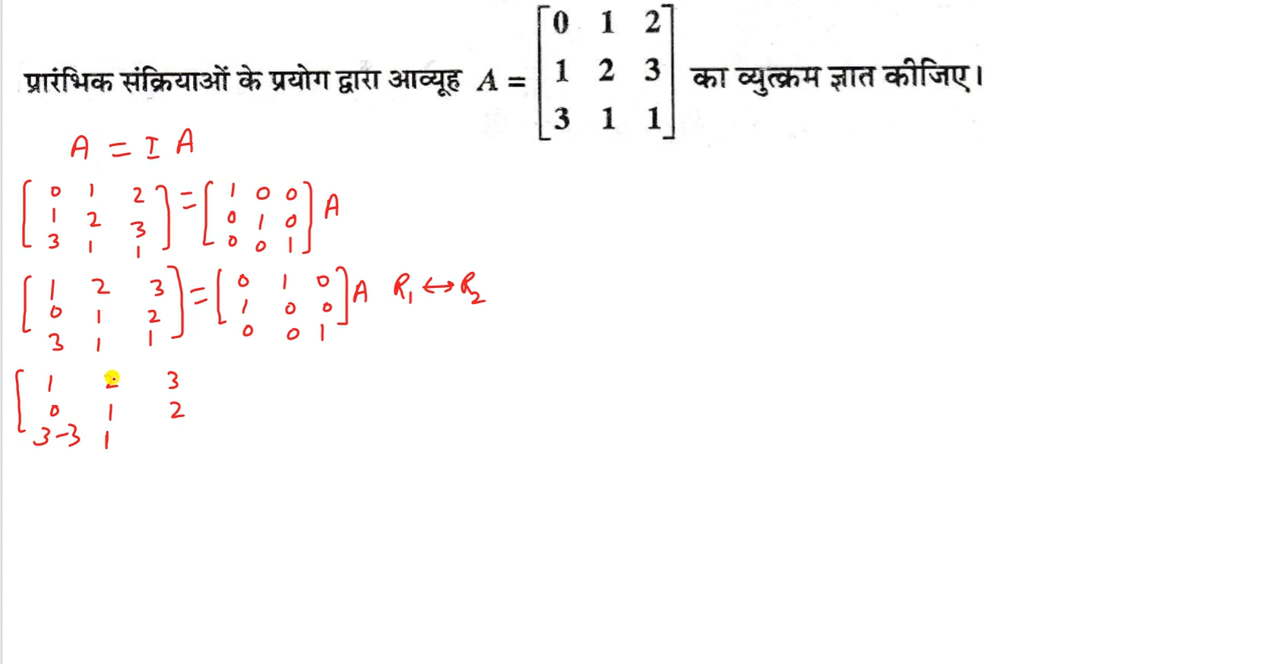 प्रारंभिक संक्रियाओं के प्रयोग द्वारा आव्यूह A = [0 1 2 का व्युत्क्रम ज्ञात कीजिए।
1 2 3
3 1 1]
A = I A
[0 1 2 = [1 0 0 A
1 2 3] 0 1 0]
3 1 1 0 0 1
[1 2 3 = [0 1 0 A R1 ↔ R2
0 1 2] 1 0 0]
3 1 1 0 0 1
[1 2 3
0 1 2
3-3 1